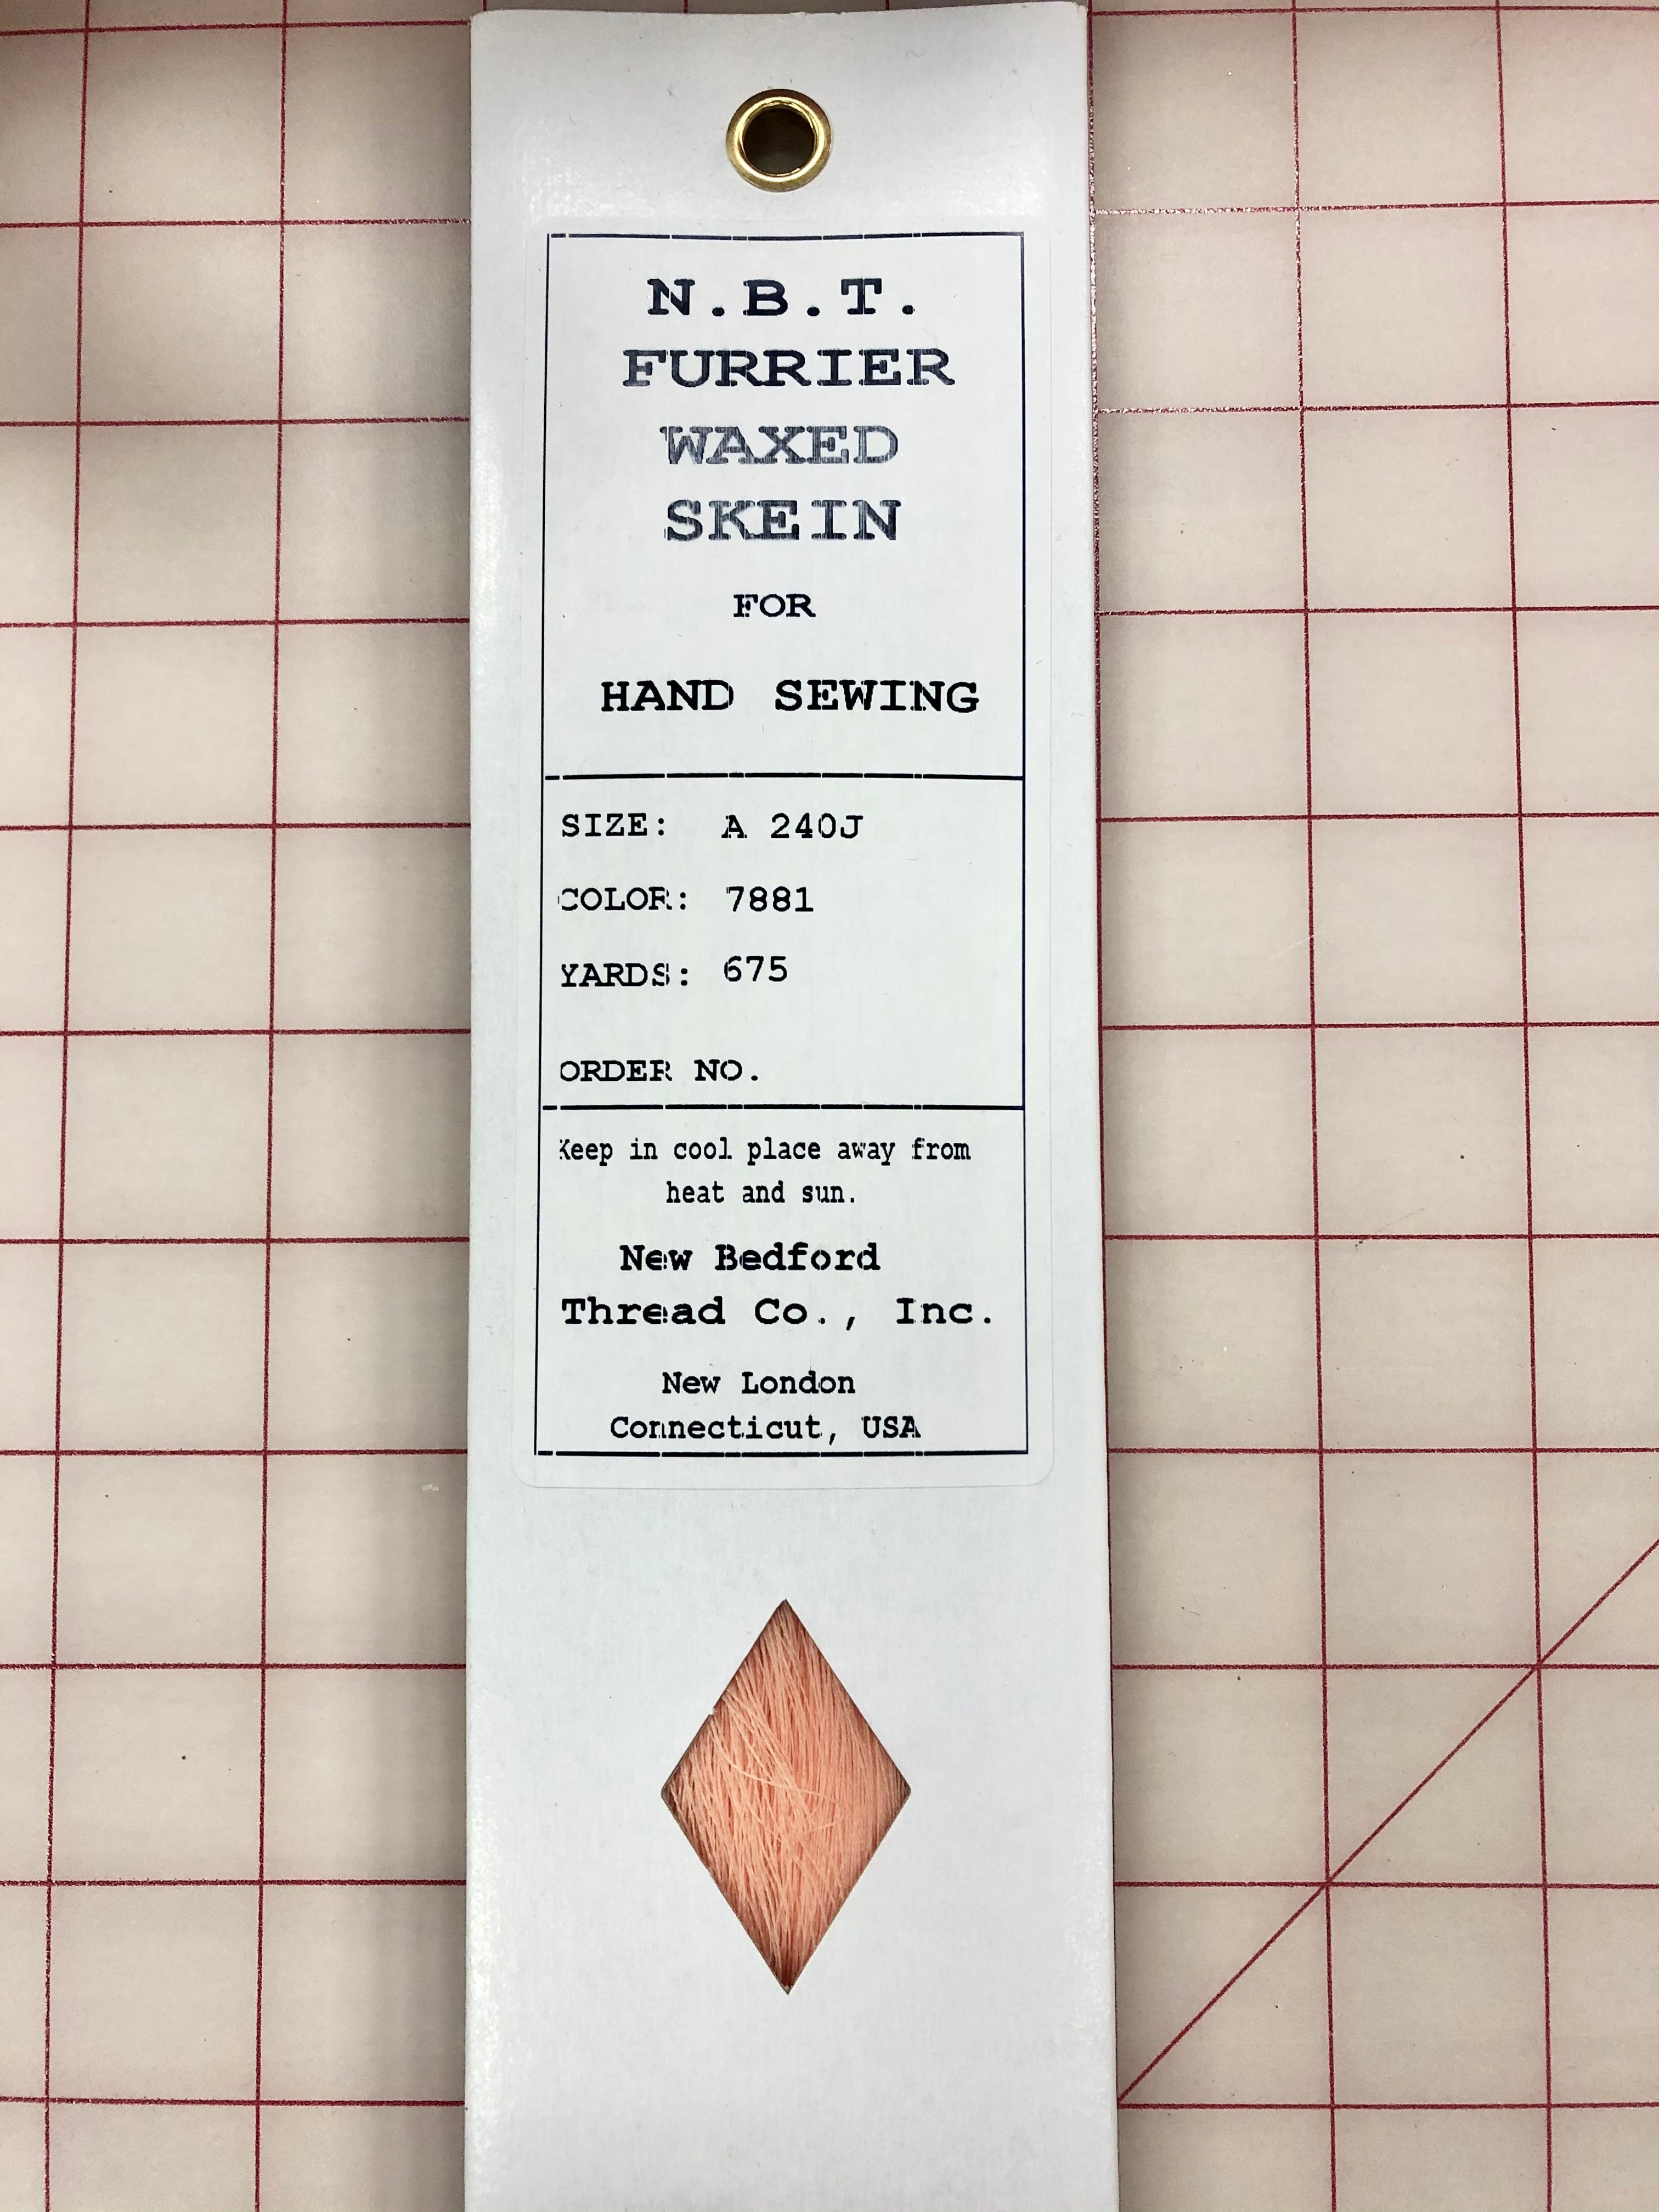 N.B.T.
FURRIER
WAXED
SKEIN
FOR
HAND SEWING
SIZE: A 240J
COLOR: 7881
YARDS: 675
ORDER NO.
Keep in cool place away from
heat and sun.
New Bedford
Thread Co., Inc.
New London
Connecticut, USA